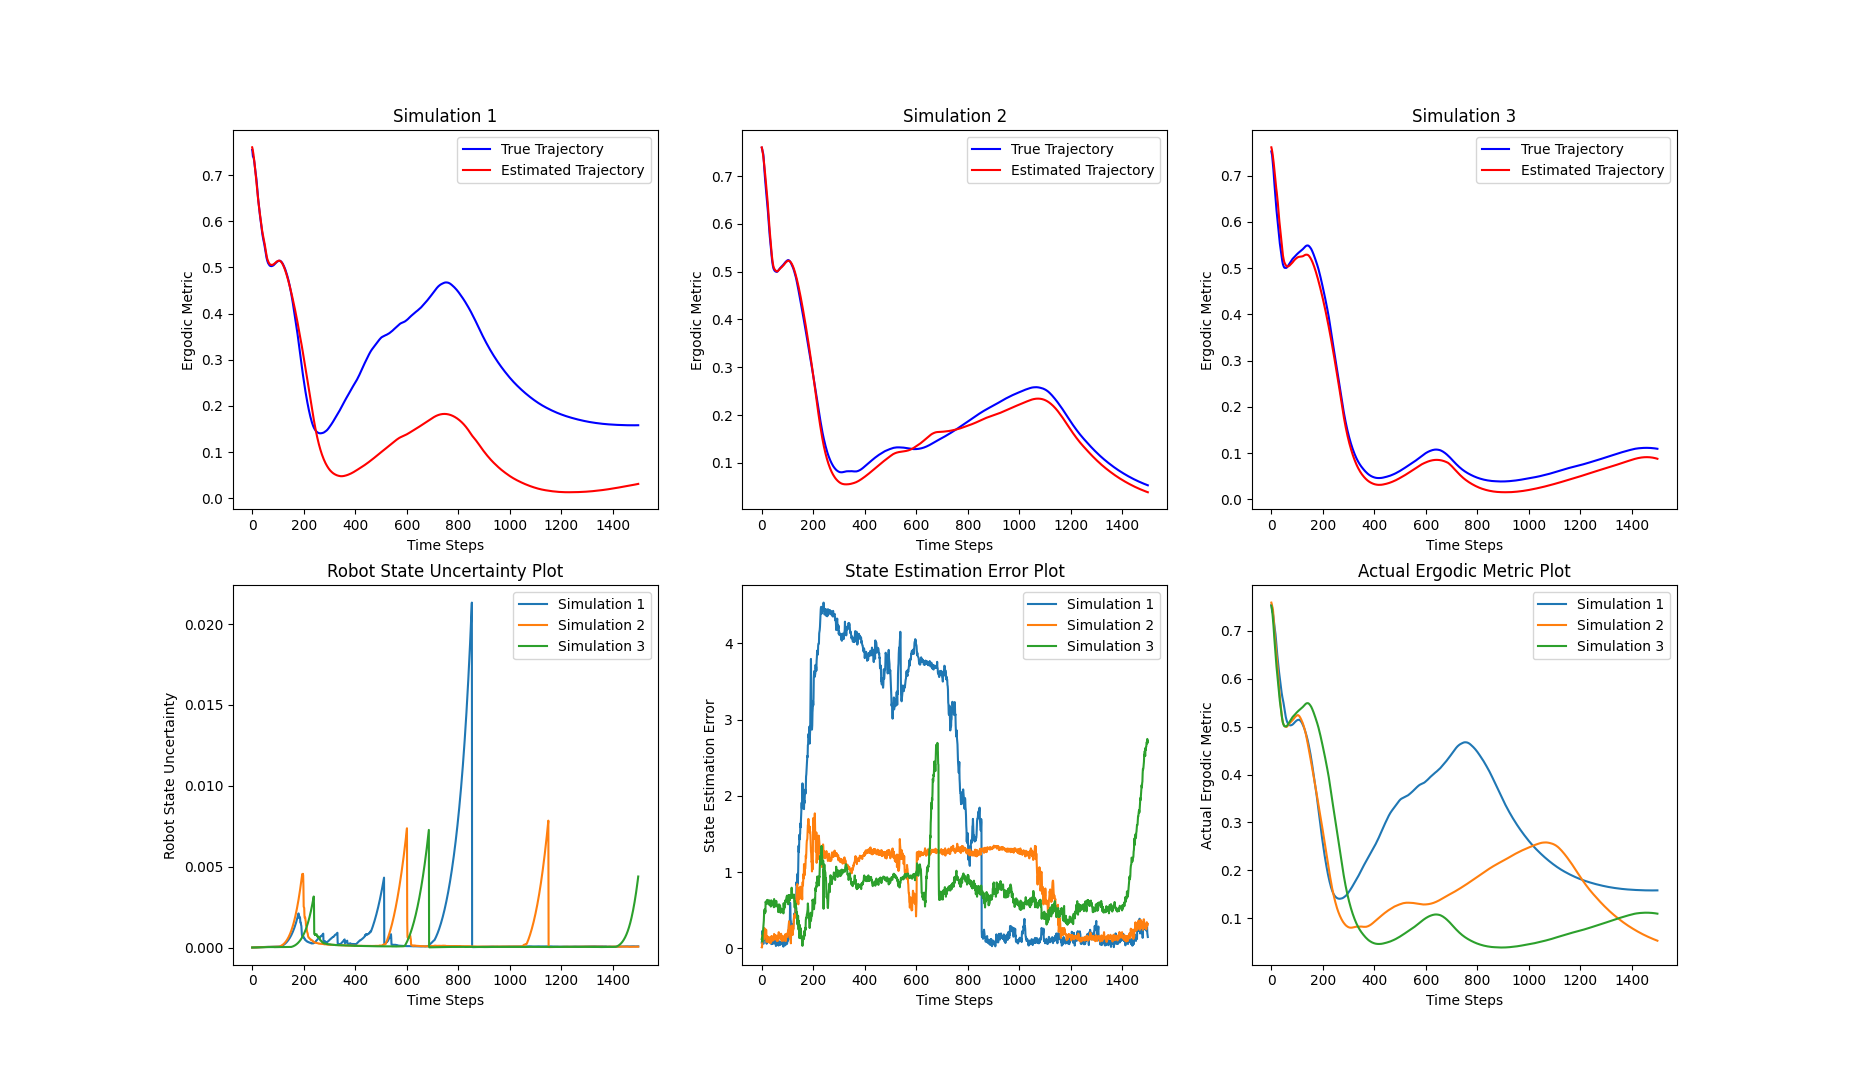 Simulation 1
True Trajectory
Estimated Trajectory
0.7
0.6
0.5
0.4
0.3
0.2
0.1
0.0
Ergodic Metric
0 200 400 600 800 1000 1200 1400
Time Steps
Simulation 2
True Trajectory
Estimated Trajectory
0.7
0.6
0.5
0.4
0.3
0.2
0.1
Ergodic Metric
0 200 400 600 800 1000 1200 1400
Time Steps
Simulation 3
True Trajectory
Estimated Trajectory
0.7
0.6
0.5
0.4
0.3
0.2
0.1
0.0
Ergodic Metric
0 200 400 600 800 1000 1200 1400
Time Steps
Robot State Uncertainty Plot
Simulation 1
Simulation 2
Simulation 3
0.020
0.015
0.010
0.005
0.000
Robot State Uncertainty
0 200 400 600 800 1000 1200 1400
Time Steps
State Estimation Error Plot
Simulation 1
Simulation 2
Simulation 3
4
3
2
1
0
State Estimation Error
0 200 400 600 800 1000 1200 1400
Time Steps
Actual Ergodic Metric Plot
Simulation 1
Simulation 2
Simulation 3
0.7
0.6
0.5
0.4
0.3
0.2
0.1
Actual Ergodic Metric
0 200 400 600 800 1000 1200 1400
Time Steps